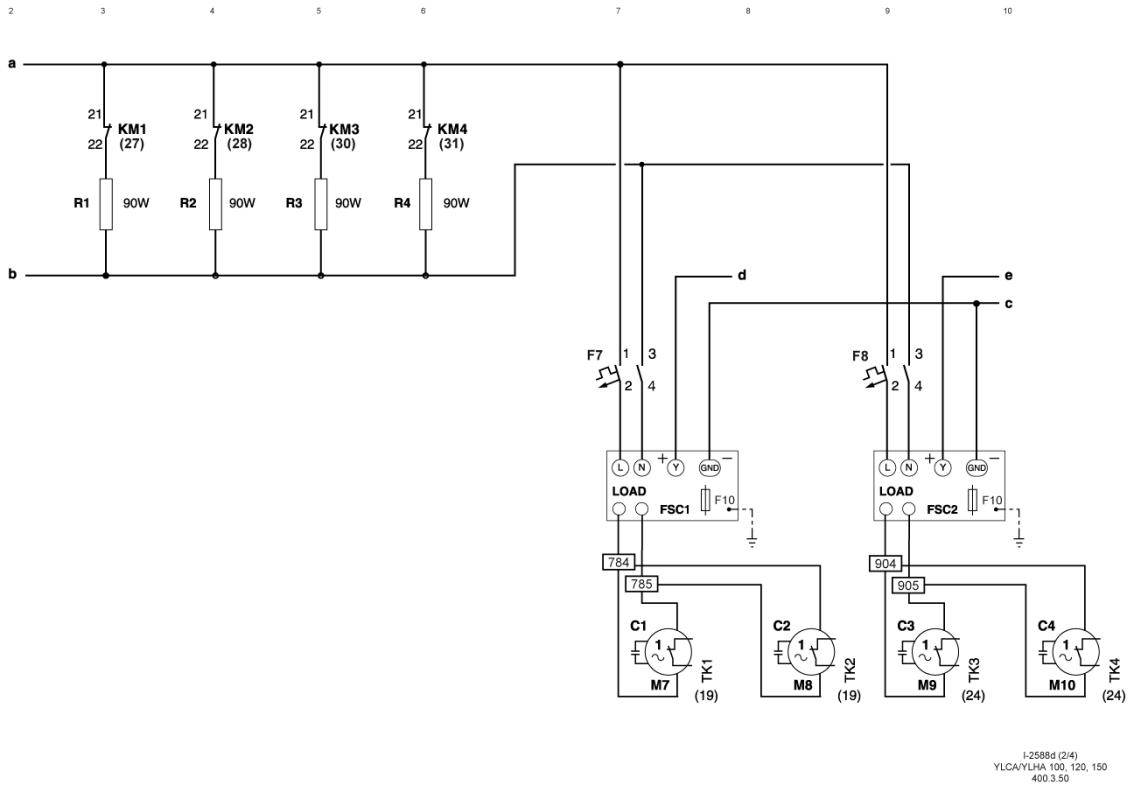 2 3 4 5 6 7 8 9 10
a
21 21 21 21
KM1 KM2 KM3 KM4
22 (27) 22 (28) 22 (30) 22 (31)
R1 90W R2 90W R3 90W R4 90W
b d e
c
F7 1 3 F8 1 3
2 4 2 4
L N + Y GND − L N + Y GND −
LOAD LOAD
FSC1 F10 FSC2 F10
784 904
785 905
C1 C2 C3 C4
1 1 1 1
TK1 TK2 TK3 TK4
M7 M8 M9 M10
(19) (19) (24) (24)
I-2588d (2/4)
YLCA/YLHA 100, 120, 150
400.3.50